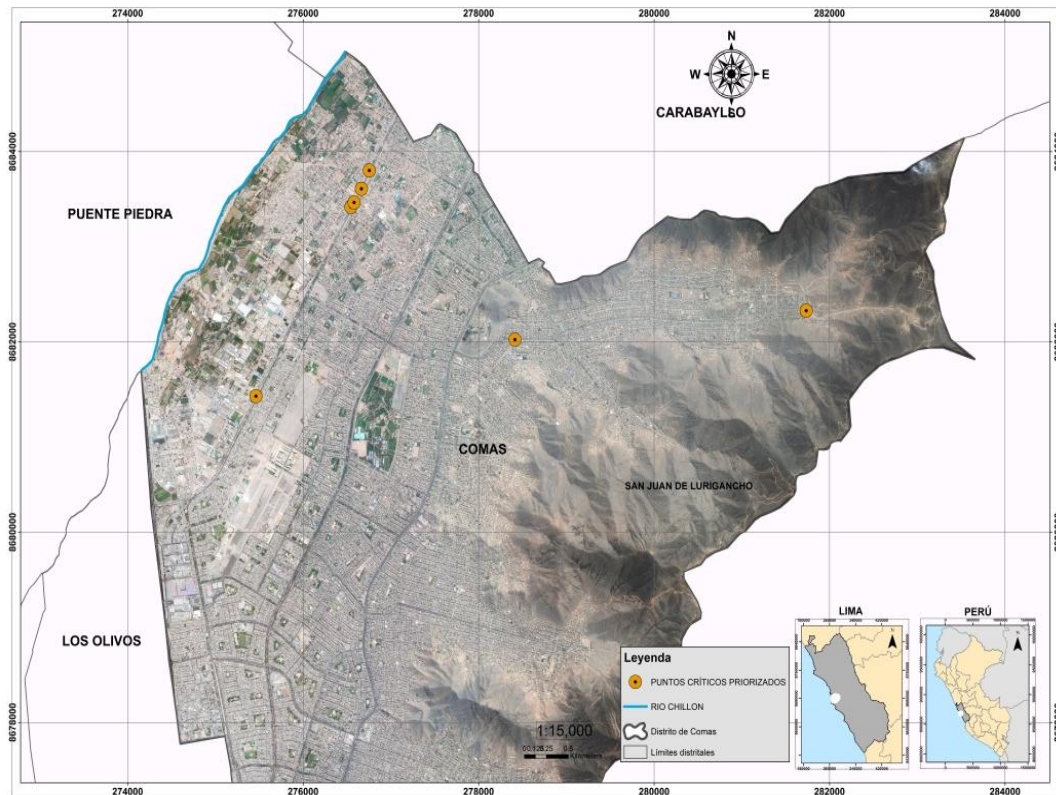 274000 276000 278000 280000 282000 284000
N
W E
S
CARABAYLLO
8684000
PUENTE PIEDRA
8682000
COMAS
SAN JUAN DE LURIGANCHO
8680000
LOS OLIVOS
8678000
LIMA
PERÚ
Leyenda
PUNTOS CRÍTICOS PRIORIZADOS
RIO CHILLON
Distrito de Comas
Límites distritales
1:15,000
Kilometers
274000 276000 278000 280000 282000 284000